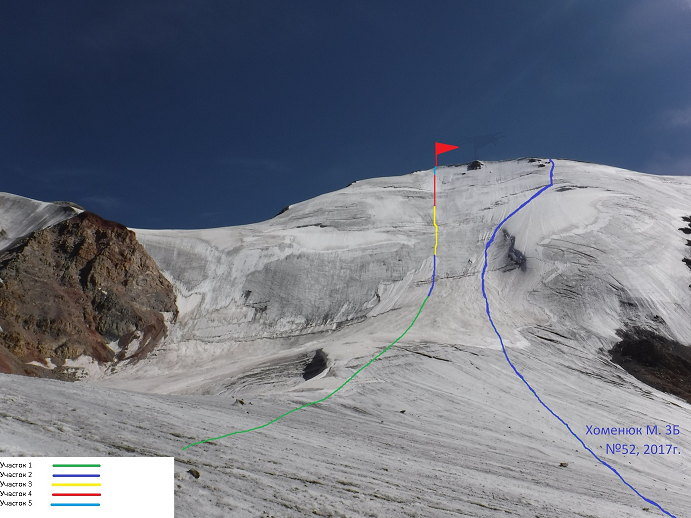 Хоменюк М. 3Б
№52, 2017г.
Участок 1
Участок 2
Участок 3
Участок 4
Участок 5